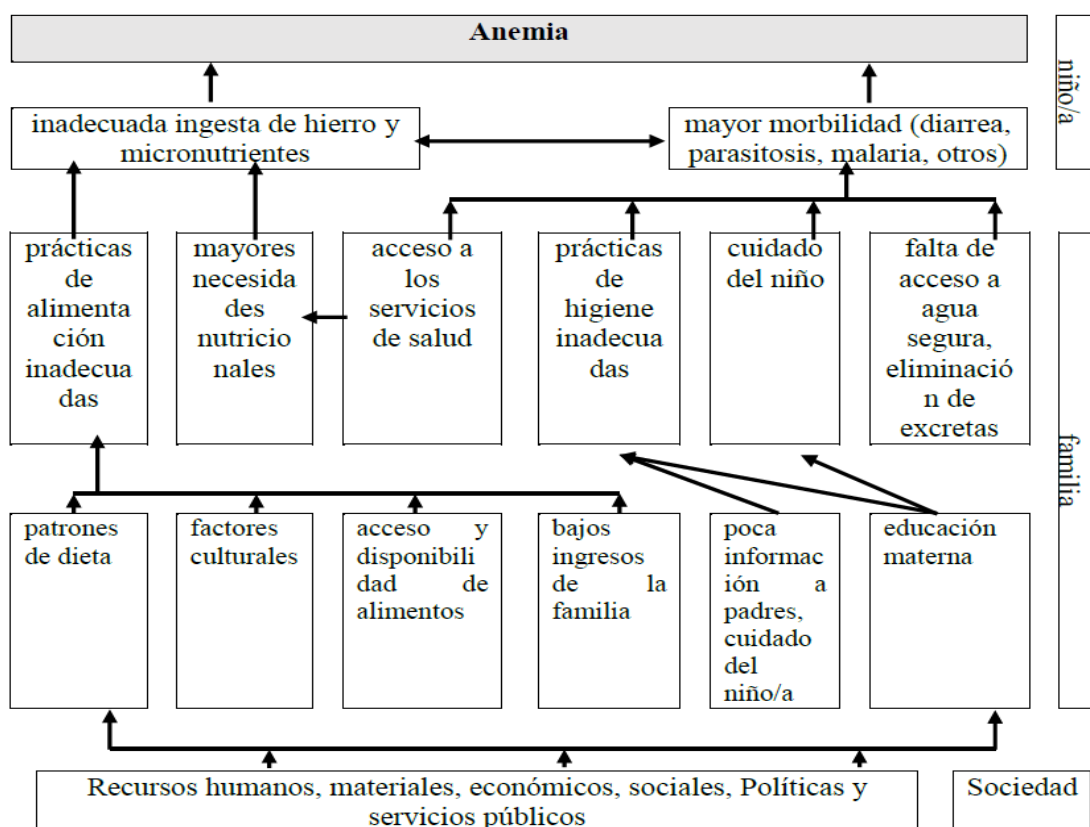 Anemia
niño/a
inadecuada ingesta de hierro y
micronutrientes
mayor morbilidad (diarrea,
parasitosis, malaria, otros)
prácticas
de
alimenta
ción
inadecua
das
mayores
necesida
des
nutricio
nales
acceso a
los
servicios
de salud
prácticas
de
higiene
inadecua
das
cuidado
del niño
falta de
acceso a
agua
segura,
eliminació
n de
excretas
familia
patrones
de dieta
factores
culturales
acceso y
disponibili
dad de
alimentos
bajos
ingresos
de la
familia
poca
informa
ción a
padres,
cuidado
del
niño/a
educación
materna
Recursos humanos, materiales, económicos, sociales, Políticas y
servicios públicos
Sociedad